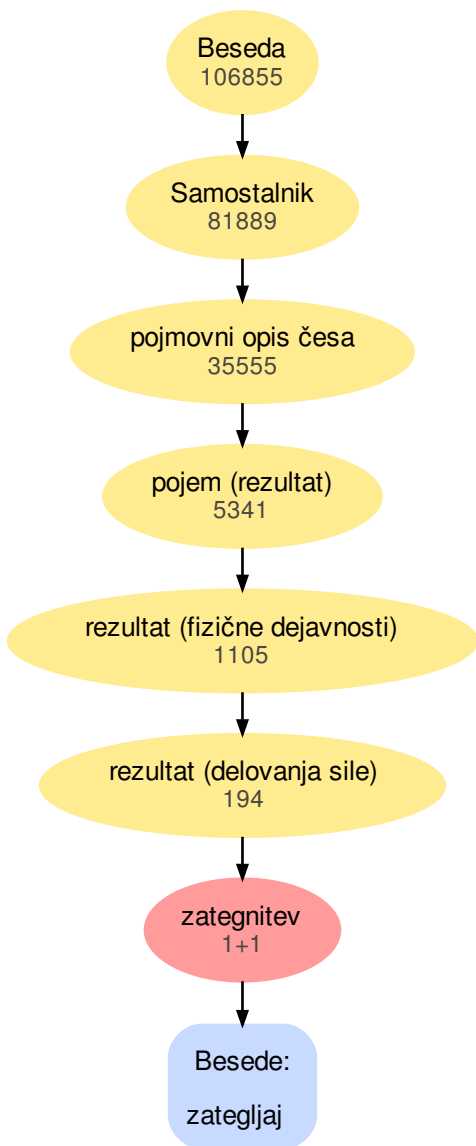 Beseda
106855
Samostalnik
81889
pojmovni opis česa
35555
pojem (rezultat)
5341
rezultat (fizične dejavnosti)
1105
rezultat (delovanja sile)
194
zategnitev
1+1
Besede:
zategljaj